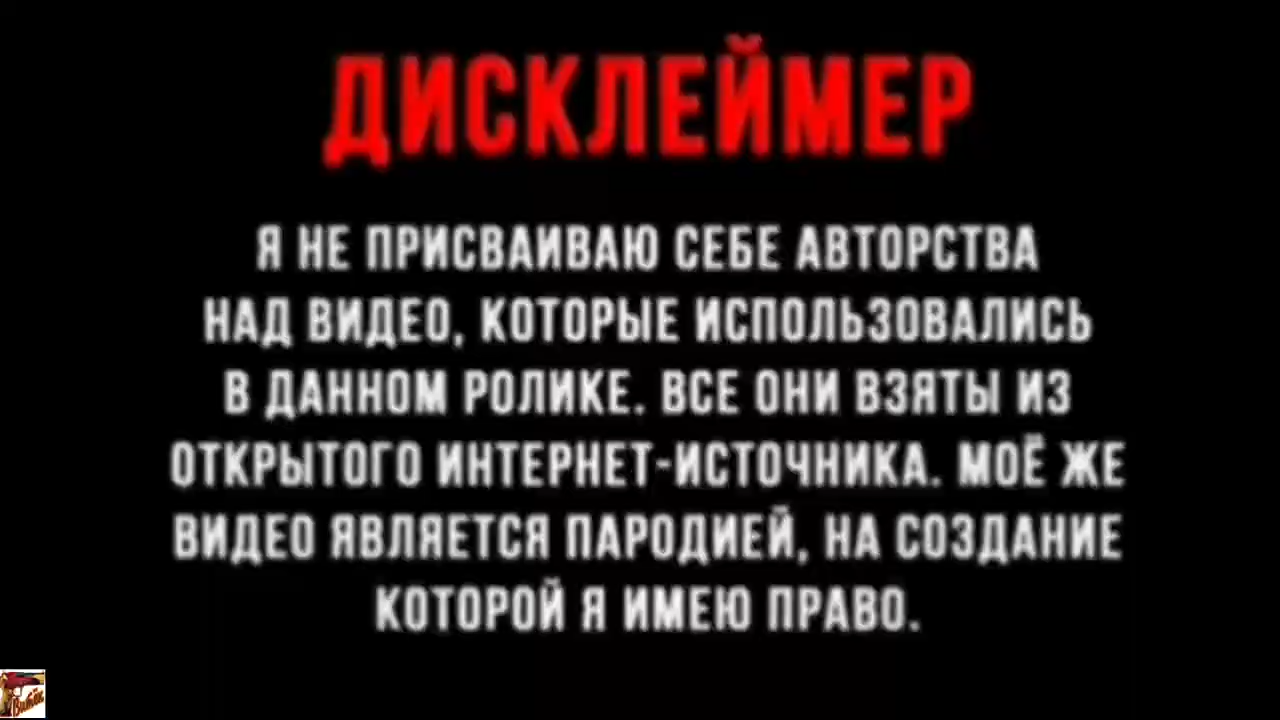 ДИСКЛЕЙМЕР
Я НЕ ПРИСВАИВАЮ СЕБЕ АВТОРСТВА
НАД ВИДЕО, КОТОРЫЕ ИСПОЛЬЗОВАЛИСЬ
В ДАННОМ РОЛИКЕ. ВСЕ ОНИ ВЗЯТЫ ИЗ
ОТКРЫТОГО ИНТЕРНЕТ-ИСТОЧНИКА. МОЁ ЖЕ
ВИДЕО ЯВЛЯЕТСЯ ПАРОДИЕЙ, НА СОЗДАНИЕ
КОТОРОЙ Я ИМЕЮ ПРАВО.
Витёк